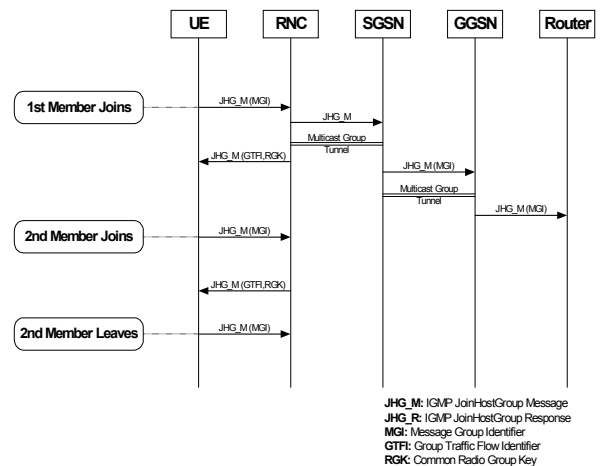 UE RNC SGSN GGSN Router
1st Member Joins
JHG_M (MGI)
JHG_M
Multicast Group
Tunnel
JHG_M (GTFI,RGK)
JHG_M (MGI)
Multicast Group
Tunnel
JHG_M (MGI)
2nd Member Joins
JHG_M (MGI)
JHG_M (GTFI,RGK)
2nd Member Leaves
JHG_M (MGI)
JHG_M: IGMP JoinHostGroup Message
JHG_R: IGMP JoinHostGroup Response
MGI: Message Group Identifier
GTFI: Group Traffic Flow Identifier
RGK: Common Radio Group Key